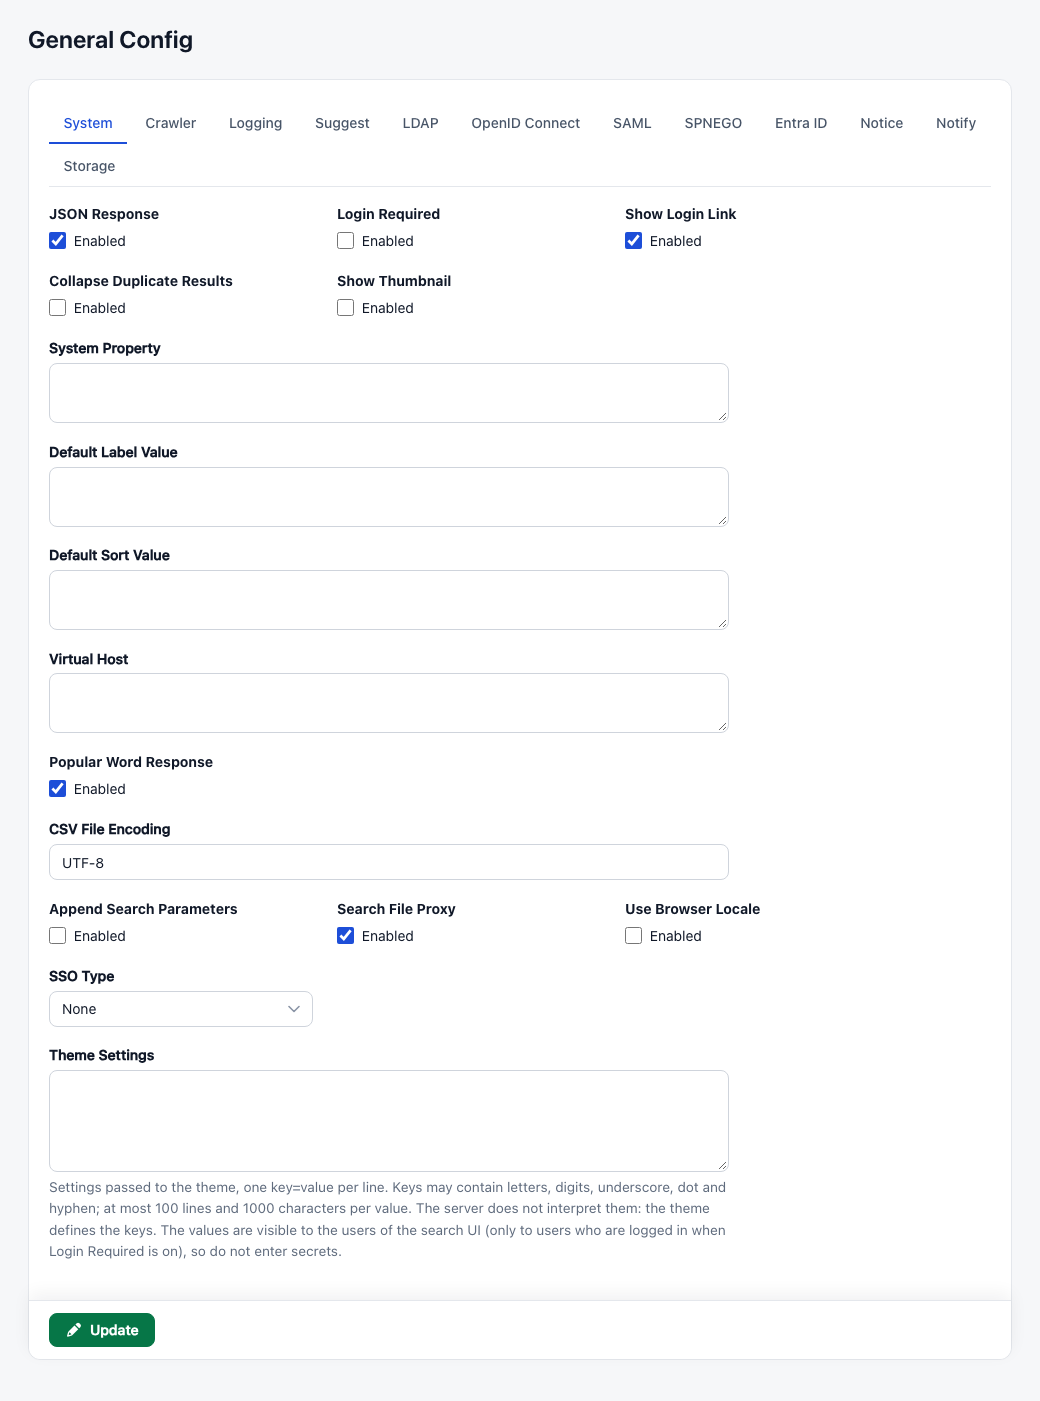 General Config
System Crawler Logging Suggest LDAP OpenID Connect SAML SPNEGO Entra ID Notice Notify
Storage
JSON Response Login Required Show Login Link
Enabled Enabled Enabled
Collapse Duplicate Results Show Thumbnail
Enabled Enabled
System Property
Default Label Value
Default Sort Value
Virtual Host
Popular Word Response
Enabled
CSV File Encoding
UTF-8
Append Search Parameters Search File Proxy Use Browser Locale
Enabled Enabled Enabled
SSO Type
None
Theme Settings
Settings passed to the theme, one key=value per line. Keys may contain letters, digits, underscore, dot and
hyphen; at most 100 lines and 1000 characters per value. The server does not interpret them: the theme
defines the keys. The values are visible to the users of the search UI (only to users who are logged in when
Login Required is on), so do not enter secrets.
Update